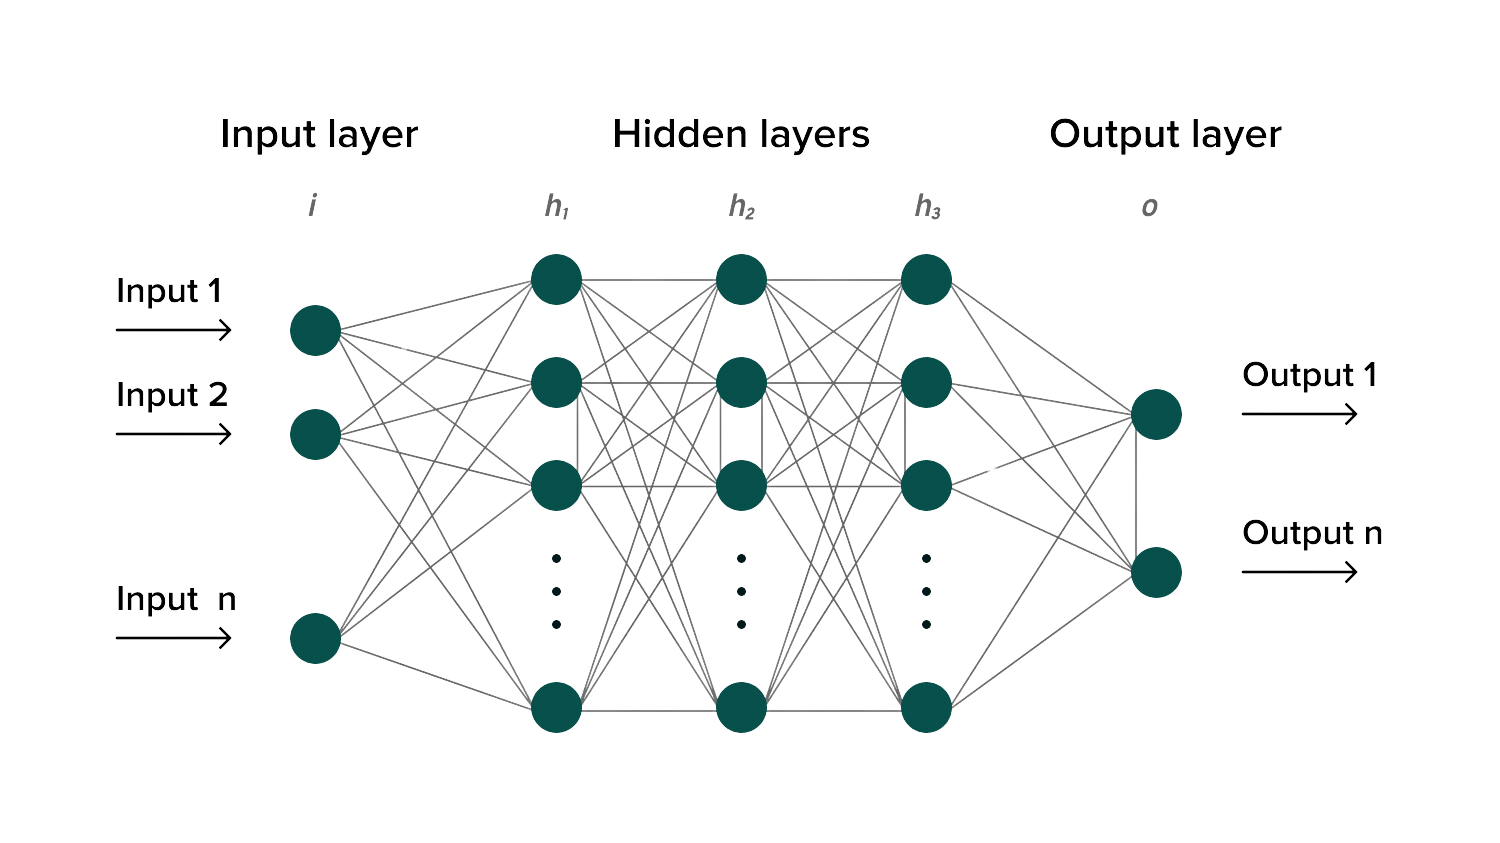 Input layer
Hidden layers
Output layer
i
h₁
h₂
h₃
o
Input 1
Input 2
Input n
Output 1
Output n